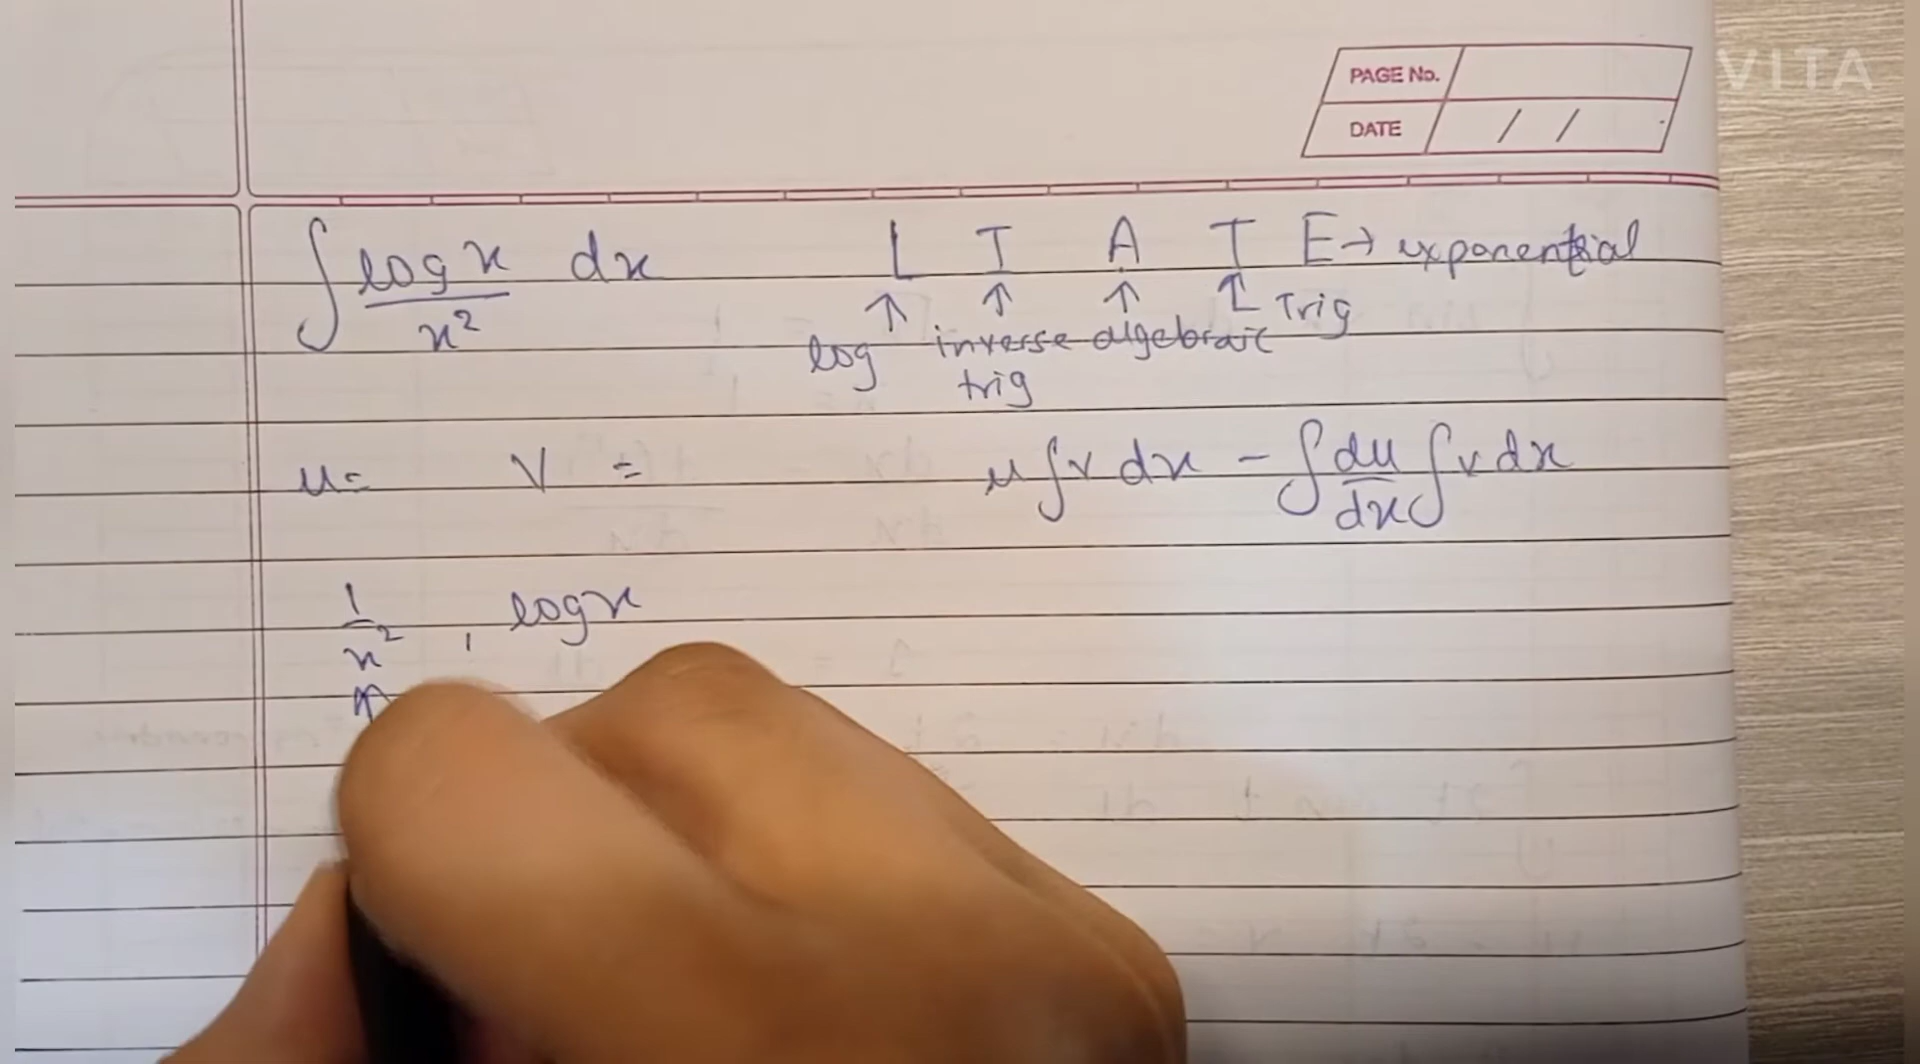 VITA
PAGE No.
DATE / /
∫ log x / x² dx L I A T E → exponential
↑ ↑ ↑ ↑ Trig
log inverse algebraic
trig
u = v = u∫v dx - ∫ du/dx ∫v dx
1/x² , log x
↑